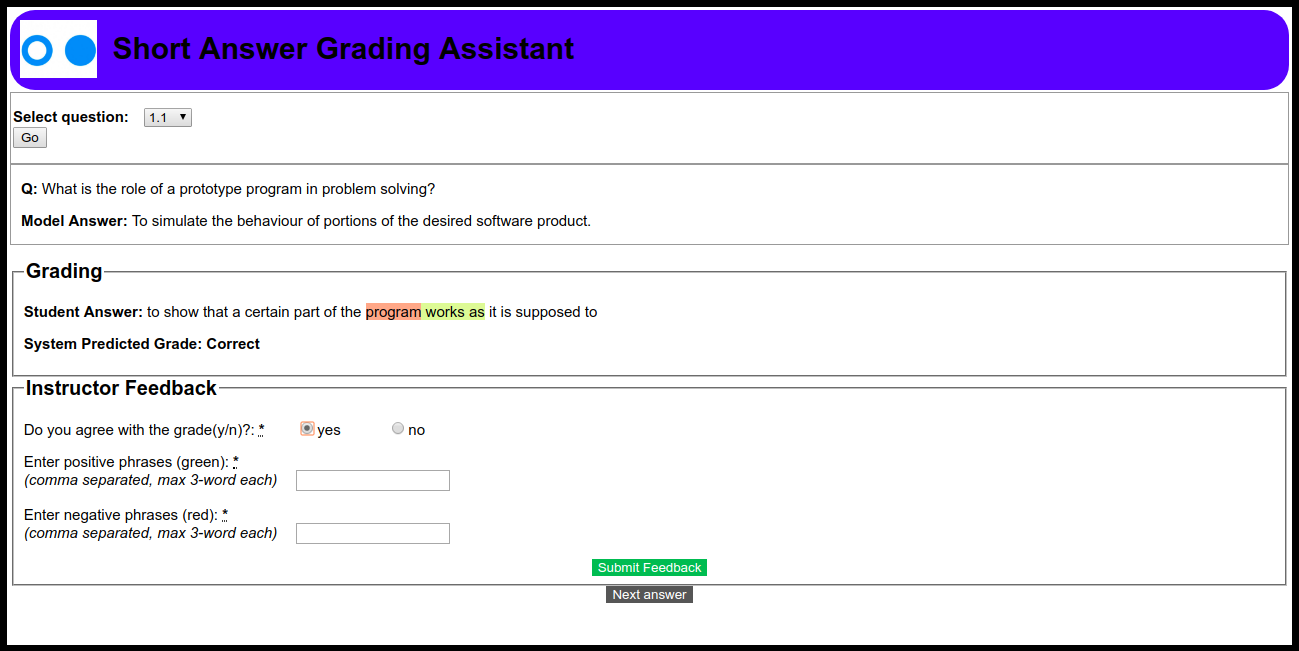 Short Answer Grading Assistant
Select question: 1.1
Go
Q: What is the role of a prototype program in problem solving?
Model Answer: To simulate the behaviour of portions of the desired software product.
Grading
Student Answer: to show that a certain part of the program works as it is supposed to
System Predicted Grade: Correct
Instructor Feedback
Do you agree with the grade(y/n)?: * yes no
Enter positive phrases (green): *
(comma separated, max 3-word each)
Enter negative phrases (red): *
(comma separated, max 3-word each)
Submit Feedback
Next answer